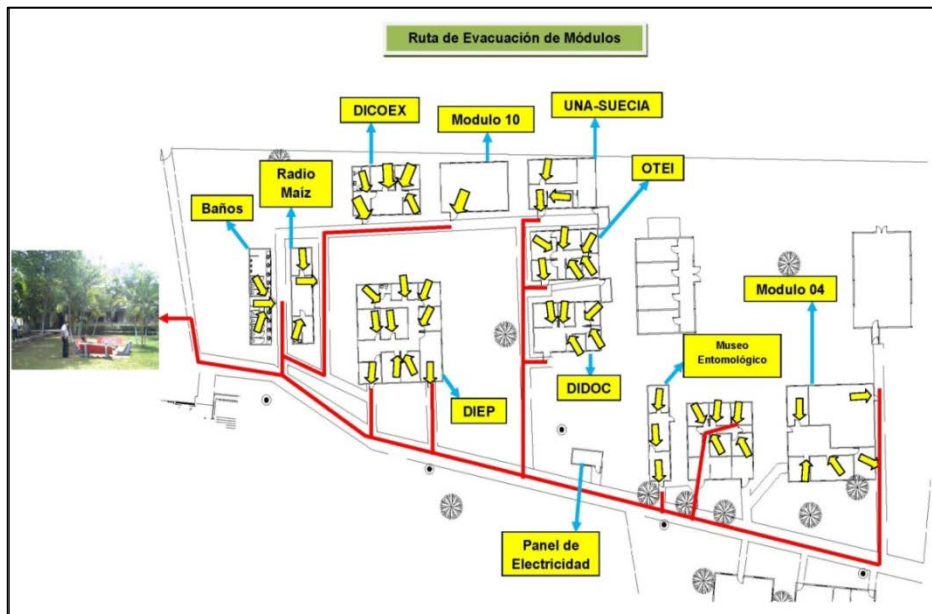 Ruta de Evacuación de Módulos
DICOEX
Modulo 10
UNA-SUECIA
Radio
Maíz
OTEI
Baños
Modulo 04
Museo
Entomológico
DIEP
DIDOC
Panel de
Electricidad